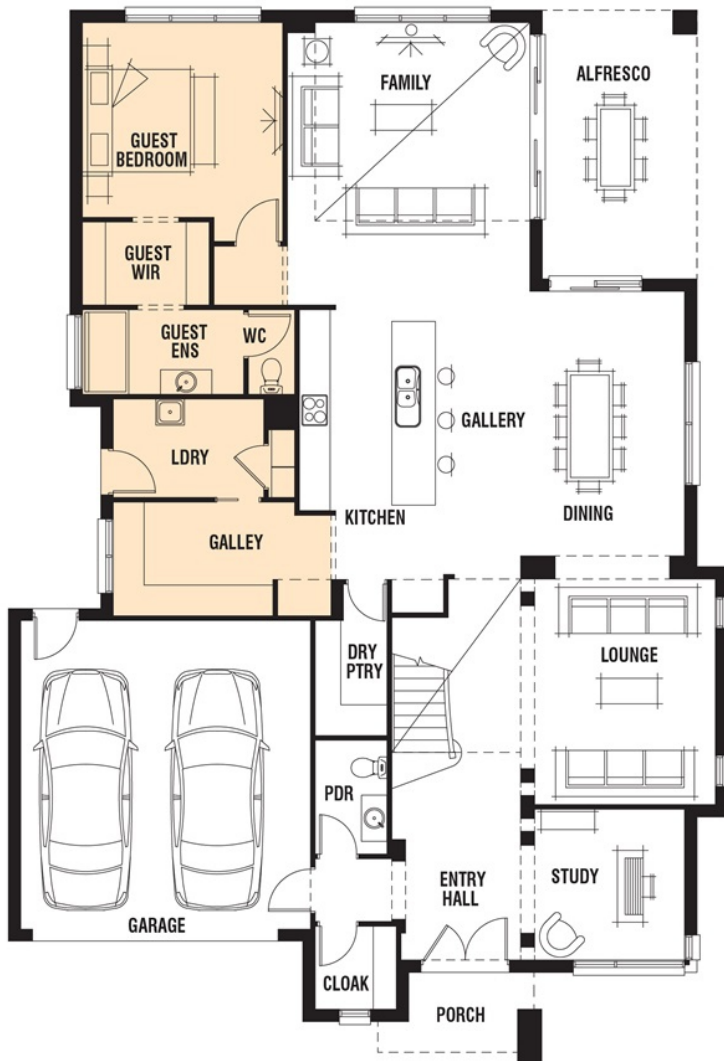 FAMILY
ALFRESCO
GUEST
BEDROOM
GUEST
WIR
GUEST
ENS
WC
GALLERY
LDRY
KITCHEN
DINING
GALLEY
DRY
PTRY
LOUNGE
PDR
STUDY
ENTRY
HALL
GARAGE
CLOAK
PORCH